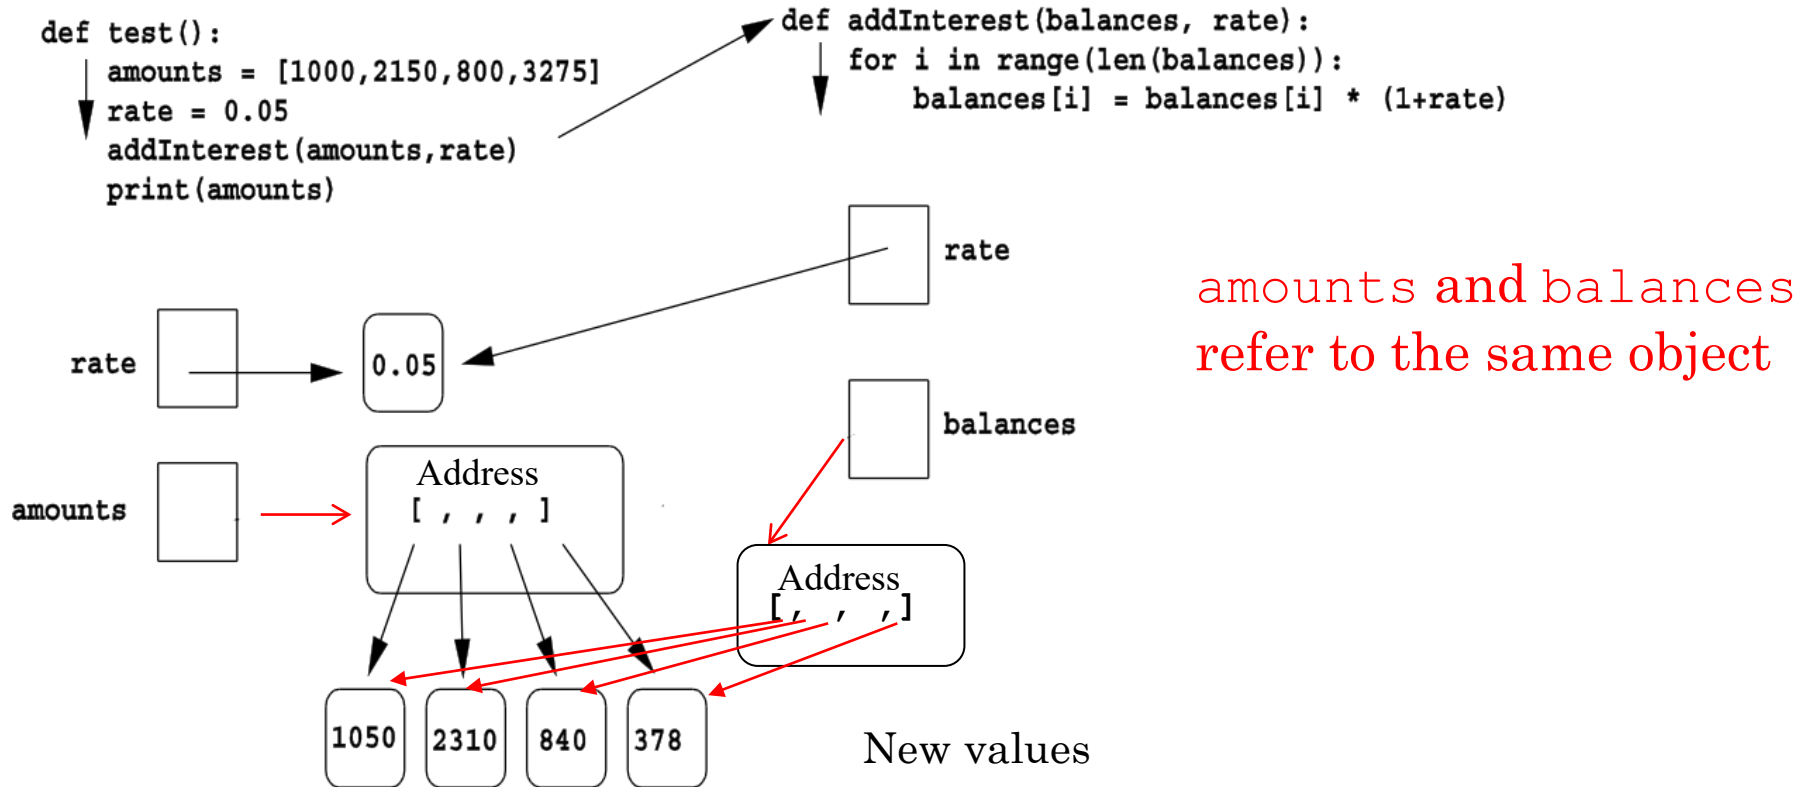 def test():
    amounts = [1000,2150,800,3275]
    rate = 0.05
    addInterest(amounts,rate)
    print(amounts)
def addInterest(balances, rate):
    for i in range(len(balances)):
        balances[i] = balances[i] * (1+rate)
rate
amounts and balances
refer to the same object
rate
0.05
balances
Address
[ , , , ]
amounts
Address
[, , ,]
1050
2310
840
378
New values